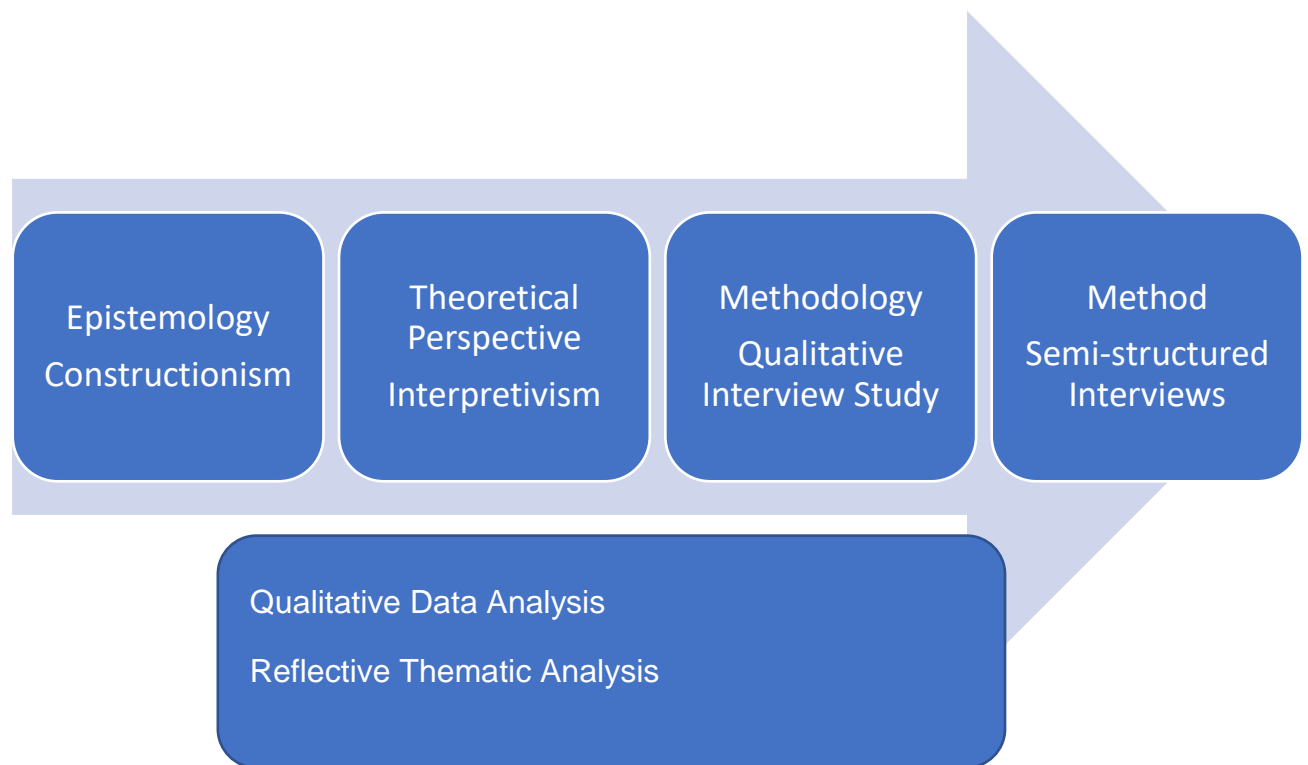 Epistemology
Constructionism
Theoretical
Perspective
Interpretivism
Methodology
Qualitative
Interview Study
Method
Semi-structured
Interviews
Qualitative Data Analysis
Reflective Thematic Analysis